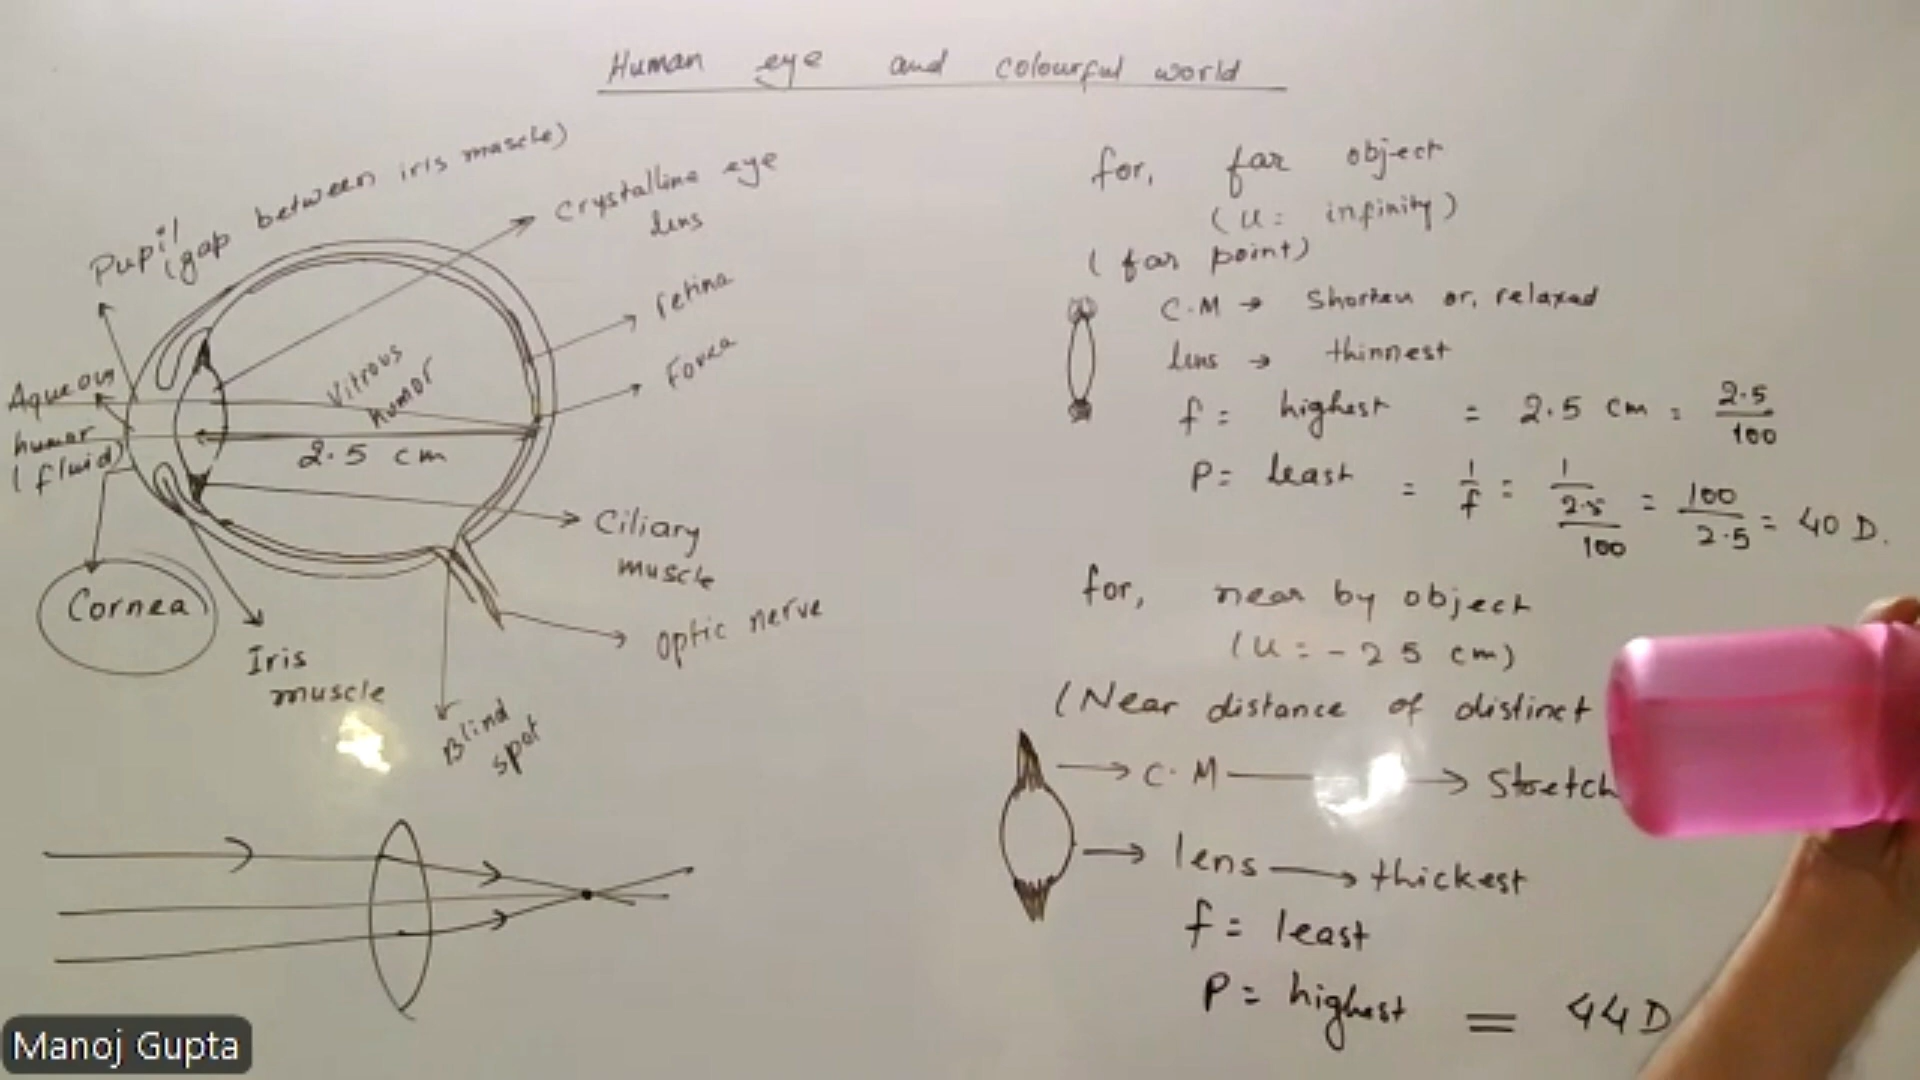 Human eye and colourful world
Pupil
(gap between iris muscle)
Crystalline eye
lens
retina
Fovea
Aqueous
humor
(fluid)
Vitrous
humor
2.5 cm
Ciliary
muscle
Cornea
Optic nerve
Iris
muscle
Blind
spot
for, far object
(u = infinity)
(far point)
C.M → Shorten or, relaxed
lens → thinnest
f = highest = 2.5 cm = 2.5/100
P = least = 1/f = 1/(2.5/100) = 100/2.5 = 40 D.
for, near by object
(u = -25 cm)
(Near distance of distinct
→ C.M → Stretch
→ lens → thickest
f = least
P = highest = 44D
Manoj Gupta